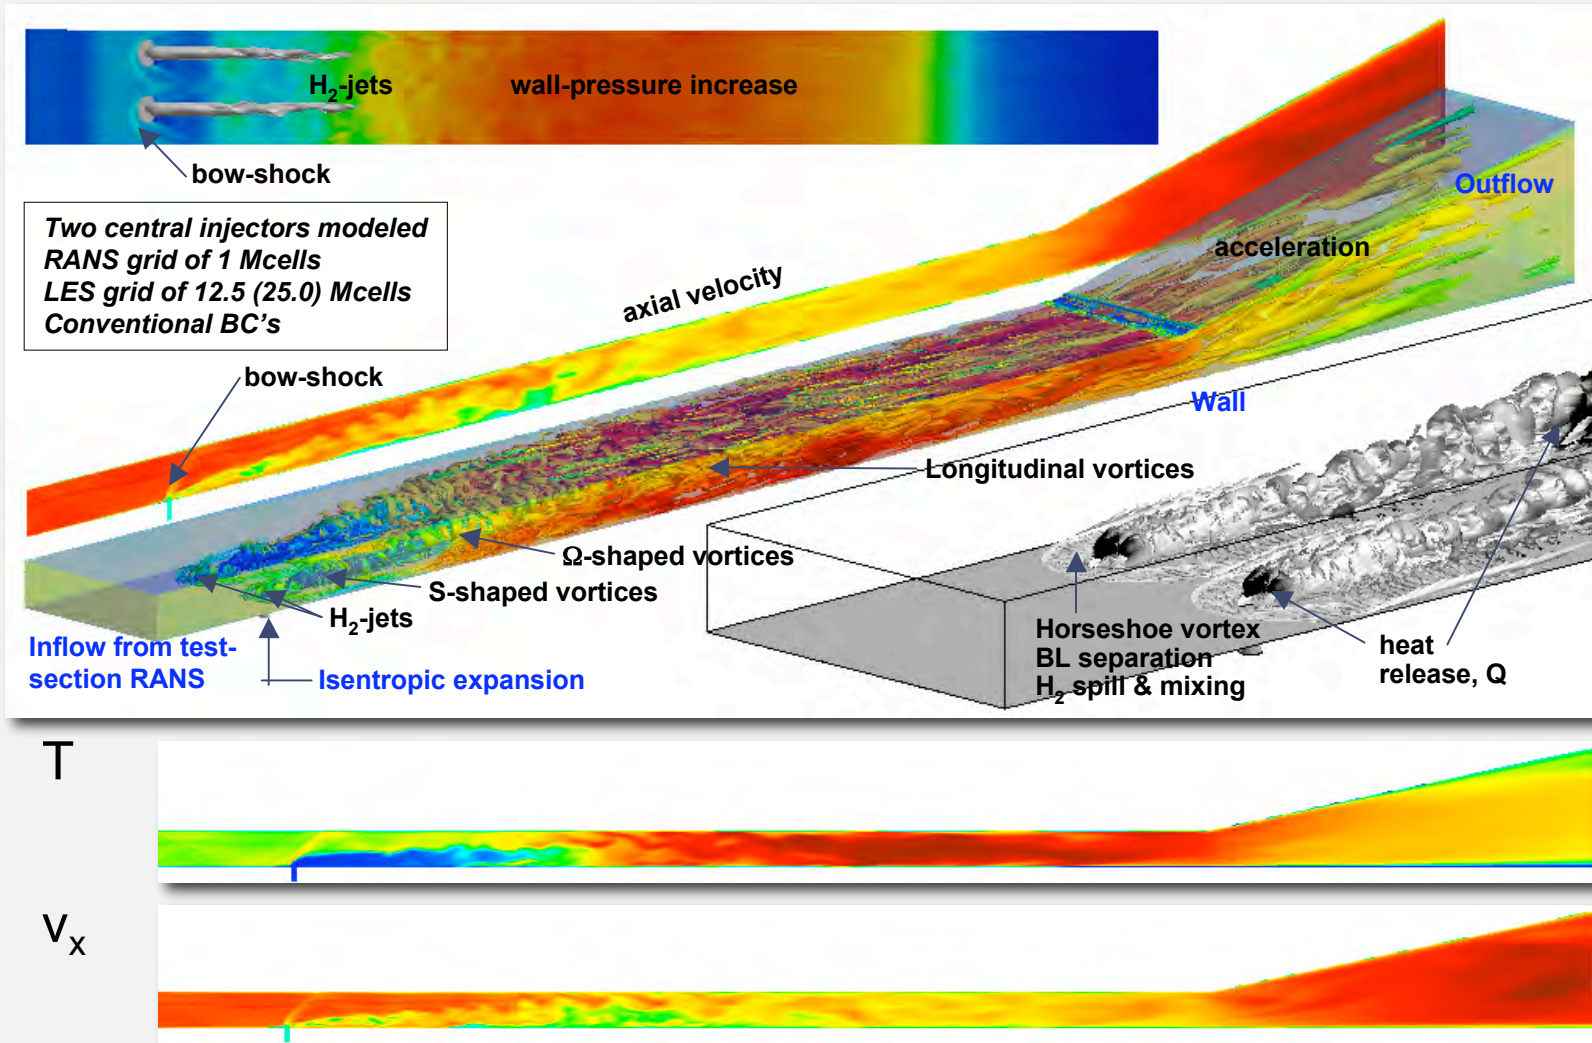 H₂-jets
wall-pressure increase
bow-shock
Two central injectors modeled
RANS grid of 1 Mcells
LES grid of 12.5 (25.0) Mcells
Conventional BC's
axial velocity
acceleration
Outflow
bow-shock
Wall
Longitudinal vortices
Ω-shaped vortices
S-shaped vortices
H₂-jets
Inflow from test-
section RANS
Isentropic expansion
Horseshoe vortex
BL separation
H₂ spill & mixing
heat
release, Q
T
vₓ